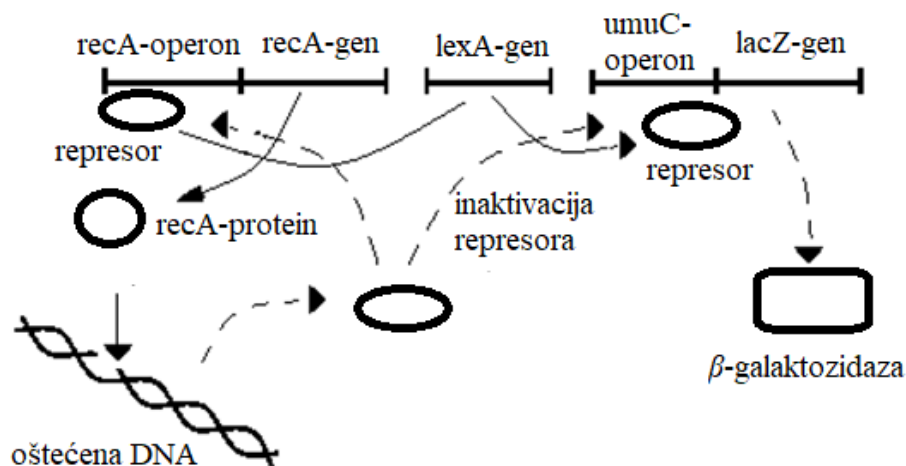 recA-operon
recA-gen
lexA-gen
umuC-
operon
lacZ-gen
represor
represor
recA-protein
inaktivacija
represora
β-galaktozidaza
oštećena DNA